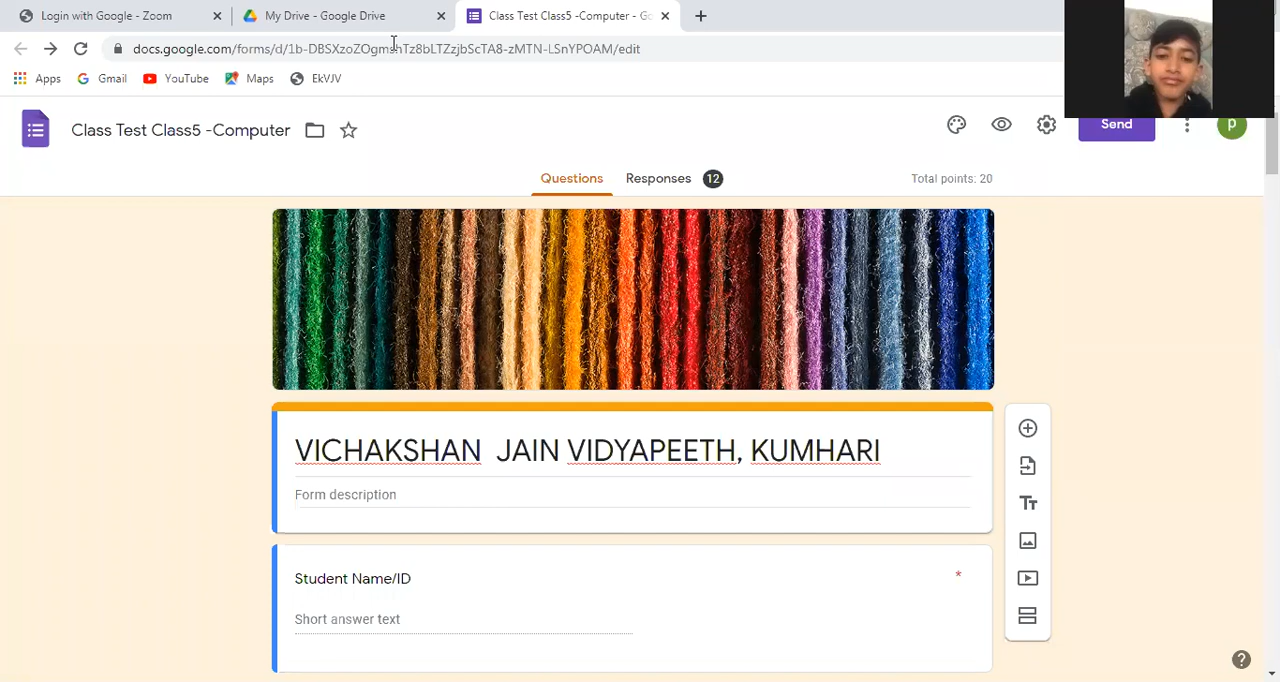 Login with Google - Zoom
My Drive - Google Drive
Class Test Class5 -Computer - Go
docs.google.com/forms/d/1b-DBSXzoZOgmshTz8bLTZzjbScTA8-zMTN-LSnYPOAM/edit
Apps
Gmail
YouTube
Maps
EkVJV
Class Test Class5 -Computer
Send
p
Questions
Responses 12
Total points: 20
VICHAKSHAN JAIN VIDYAPEETH, KUMHARI
Form description
Student Name/ID
*
Short answer text